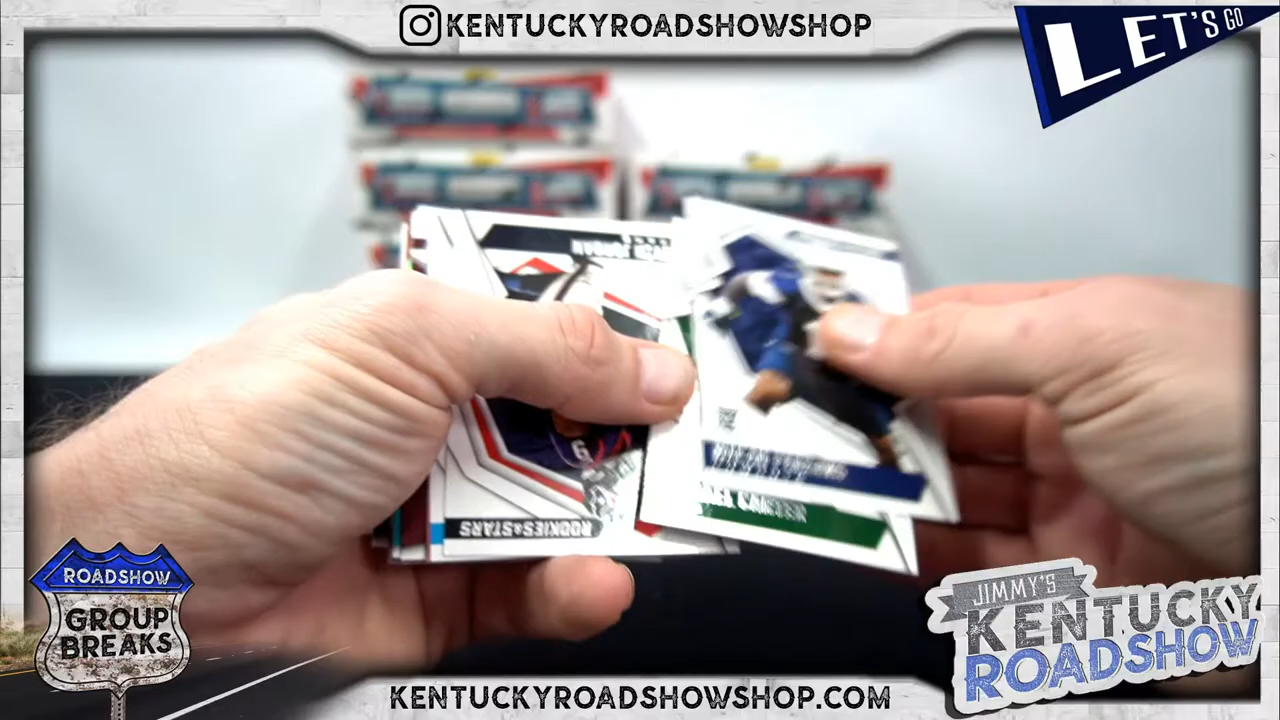 KENTUCKYROADSHOWSHOP
LET'S GO
ROOKIES & STARS
ROADSHOW
GROUP
BREAKS
JIMMY'S
KENTUCKY
ROADSHOW
KENTUCKYROADSHOWSHOP.COM